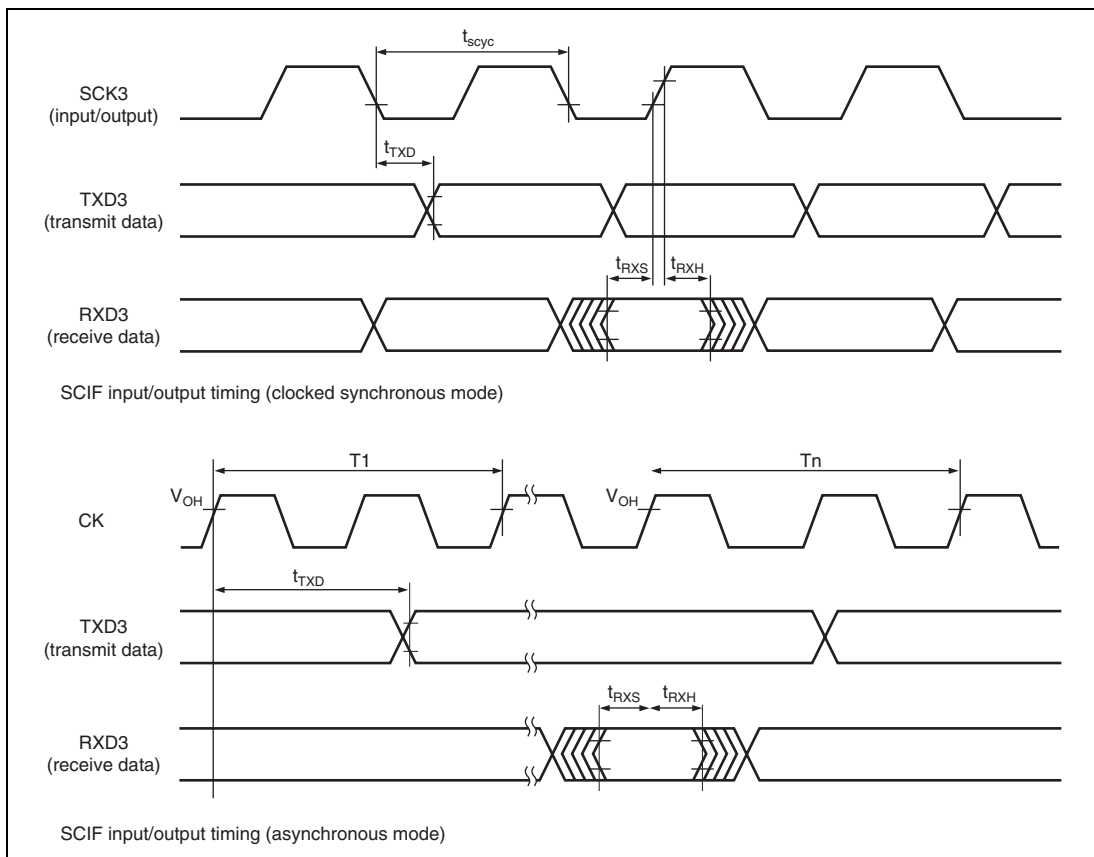 tscyc
SCK3
(input/output)
tTXD
TXD3
(transmit data)
tRXS
tRXH
RXD3
(receive data)
SCIF input/output timing (clocked synchronous mode)
T1
Tn
VOH
VOH
CK
tTXD
TXD3
(transmit data)
tRXS
tRXH
RXD3
(receive data)
SCIF input/output timing (asynchronous mode)